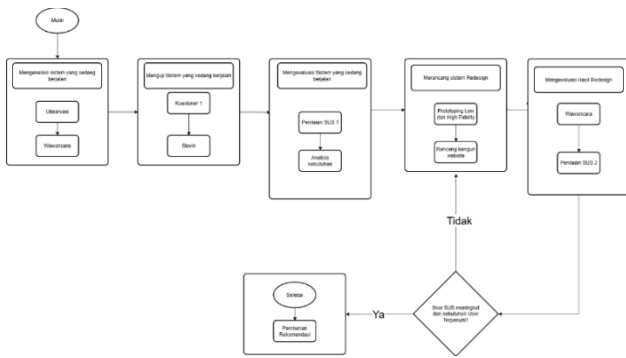 Mulai
Menganalisis sistem yang sedang
berjalan
Observasi
Wawancara
Menguji Sistem yang sedang berjalan
Kuesioner 1
Slovin
Mengevaluasi Sistem yang sedang
berjalan
Penilaian SUS 1
Analisis
kebutuhan
Merancang sistem Redesign
Prototyping Low
dan High Fidelity
Rancang bangun
website
Mengevaluasi Hasil Redesign
Wawancara
Penilaian SUS 2
Tidak
Skor SUS meningkat
dan kebutuhan User
Terpenuhi?
Ya
Selesai
Pemberian
Rekomendasi